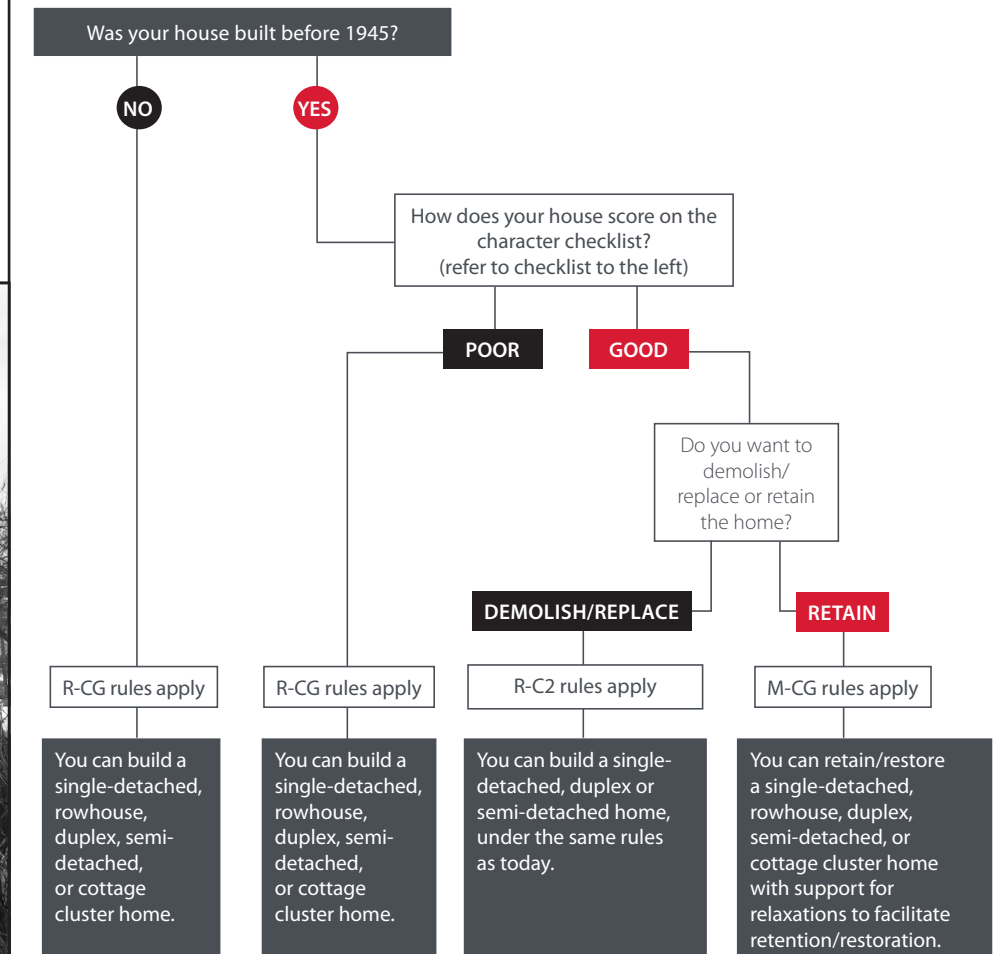 Was your house built before 1945?
NO
YES
How does your house score on the
character checklist?
(refer to checklist to the left)
POOR
GOOD
Do you want to
demolish/
replace or retain
the home?
DEMOLISH/REPLACE
RETAIN
R-CG rules apply
R-CG rules apply
R-C2 rules apply
M-CG rules apply
You can build a
single-detached,
rowhouse,
duplex, semi-
detached,
or cottage
cluster home.
You can build a
single-detached,
rowhouse,
duplex, semi-
detached,
or cottage
cluster home.
You can build a single-
detached, duplex or
semi-detached home,
under the same rules
as today.
You can retain/restore
a single-detached,
rowhouse, duplex,
semi-detached, or
cottage cluster home
with support for
relaxations to facilitate
retention/restoration.